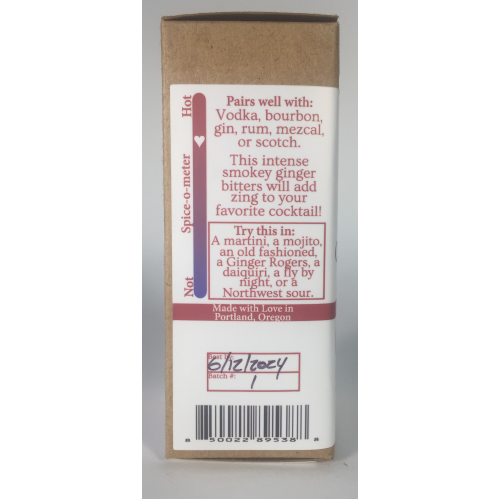 Hot
Spice-o-meter
Not
Pairs well with:
Vodka, bourbon,
gin, rum, mezcal,
or scotch.
This intense
smokey ginger
bitters will add
zing to your
favorite cocktail!
Try this in:
A martini, a mojito,
an old fashioned,
a Ginger Rogers, a
daiquiri, a fly by
night, or a
Northwest sour.
Made with Love in
Portland, Oregon
Best by:
6/12/2024
Batch #:
1
8 50022 89538 8